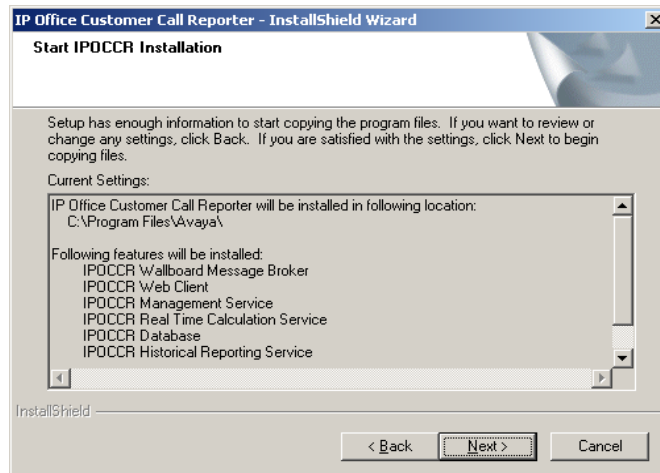 IP Office Customer Call Reporter - InstallShield Wizard
Start IPOCCR Installation
Setup has enough information to start copying the program files. If you want to review or
change any settings, click Back. If you are satisfied with the settings, click Next to begin
copying files.
Current Settings:
IP Office Customer Call Reporter will be installed in following location:
C:\Program Files\Avaya\
Following features will be installed:
IPOCCR Wallboard Message Broker
IPOCCR Web Client
IPOCCR Management Service
IPOCCR Real Time Calculation Service
IPOCCR Database
IPOCCR Historical Reporting Service
InstallShield
< Back
Next >
Cancel